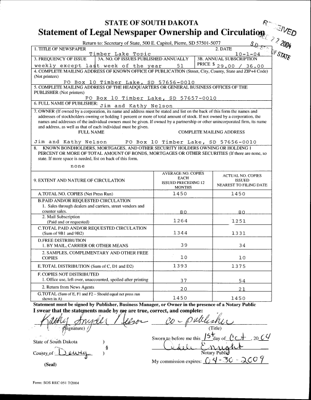 STATE OF SOUTH DAKOTA
Statement of Legal Newspaper Ownership and Circulation
Return to: Secretary of State, 500 E. Capitol, Pierre, SD 57501-5077
1. TITLE OF NEWSPAPER
Timber Lake Topic
2. DATE
10-1-04
3. FREQUENCY OF ISSUE
weekly except last week of the year
3A. NO. OF ISSUES PUBLISHED ANNUALLY
51
3B. ANNUAL SUBSCRIPTION
PRICE $ 29.00 / 36.00
4. COMPLETE MAILING ADDRESS OF KNOWN OFFICE OF PUBLICATION (Street, City, County, State and ZIP+4 Code)
(Not printers)
PO Box 10 Timber Lake, SD 57656-0010
5. COMPLETE MAILING ADDRESS OF THE HEADQUARTERS OR GENERAL BUSINESS OFFICES OF THE
PUBLISHER (Not printers)
PO Box 10 Timber Lake, SD 57657-0010
6. FULL NAME OF PUBLISHER:
Jim and Kathy Nelson
7. OWNER (If owned by a corporation, its name and address must be stated and also on the back of this form the names and
addresses of stockholders owning or holding 1 percent or more of total amount of stock. If not owned by a corporation, the
names and addresses of the individual owners must be given. If owned by a partnership or other unincorporated firm, its name
and address, as well as that of each individual must be given.
FULL NAME
COMPLETE MAILING ADDRESS
Jim and Kathy Nelson PO Box 10 Timber Lake, SD 57656-0010
8. KNOWN BONDHOLDERS, MORTGAGES, AND OTHER SECURITY HOLDERS OWNING OR HOLDING 1
PERCENT OR MORE OF TOTAL AMOUNT OF BONDS, MORTGAGES OR OTHER SECURITIES (If there are none, so
state. If more space is needed, list on back of this form.
none
9. EXTENT AND NATURE OF CIRCULATION
AVERAGE NO. COPIES
EACH
ISSUED PRECEDING 12
MONTHS
ACTUAL NO. COPIES
ISSUED
NEAREST TO FILING DATE
A. TOTAL NO. COPIES (Net Press Run) 1450 1450
B. PAID AND/OR REQUESTED CIRCULATION
1. Sales through dealers and carriers, street vendors and
counter sales. 80 80
2. Mail Subscription
(Paid and or requested) 1264 1251
C. TOTAL PAID AND/OR REQUESTED CIRCULATION
(Sum of 9B1 and 9B2) 1344 1331
D. FREE DISTRIBUTION
1. BY MAIL, CARRIER OR OTHER MEANS 39 34
2. SAMPLES, COMPLIMENTARY AND OTHER FREE
COPIES 10 10
E. TOTAL DISTRIBUTION (Sum of C, D1 and D2) 1393 1375
F. COPIES NOT DISTRIBUTED
1. Office use, left over, unaccounted, spoiled after printing 37 54
2. Return from News Agents 20 21
G. TOTAL (Sum of E, F1 and F2 – Should equal net press run
shown in A) 1450 1450
Statement must be signed by Publisher, Business Manager, or Owner in the presence of a Notary Public
I swear that the statements made by me are true, correct, and complete:
Kathy Snyder Nelson co-publisher
(Signature) (Title)
State of South Dakota )
Sworn to before me this 1st day of Oct. 2004
County of Dewey )
Notary Public
(Seal)
My commission expires: 04-30-2009